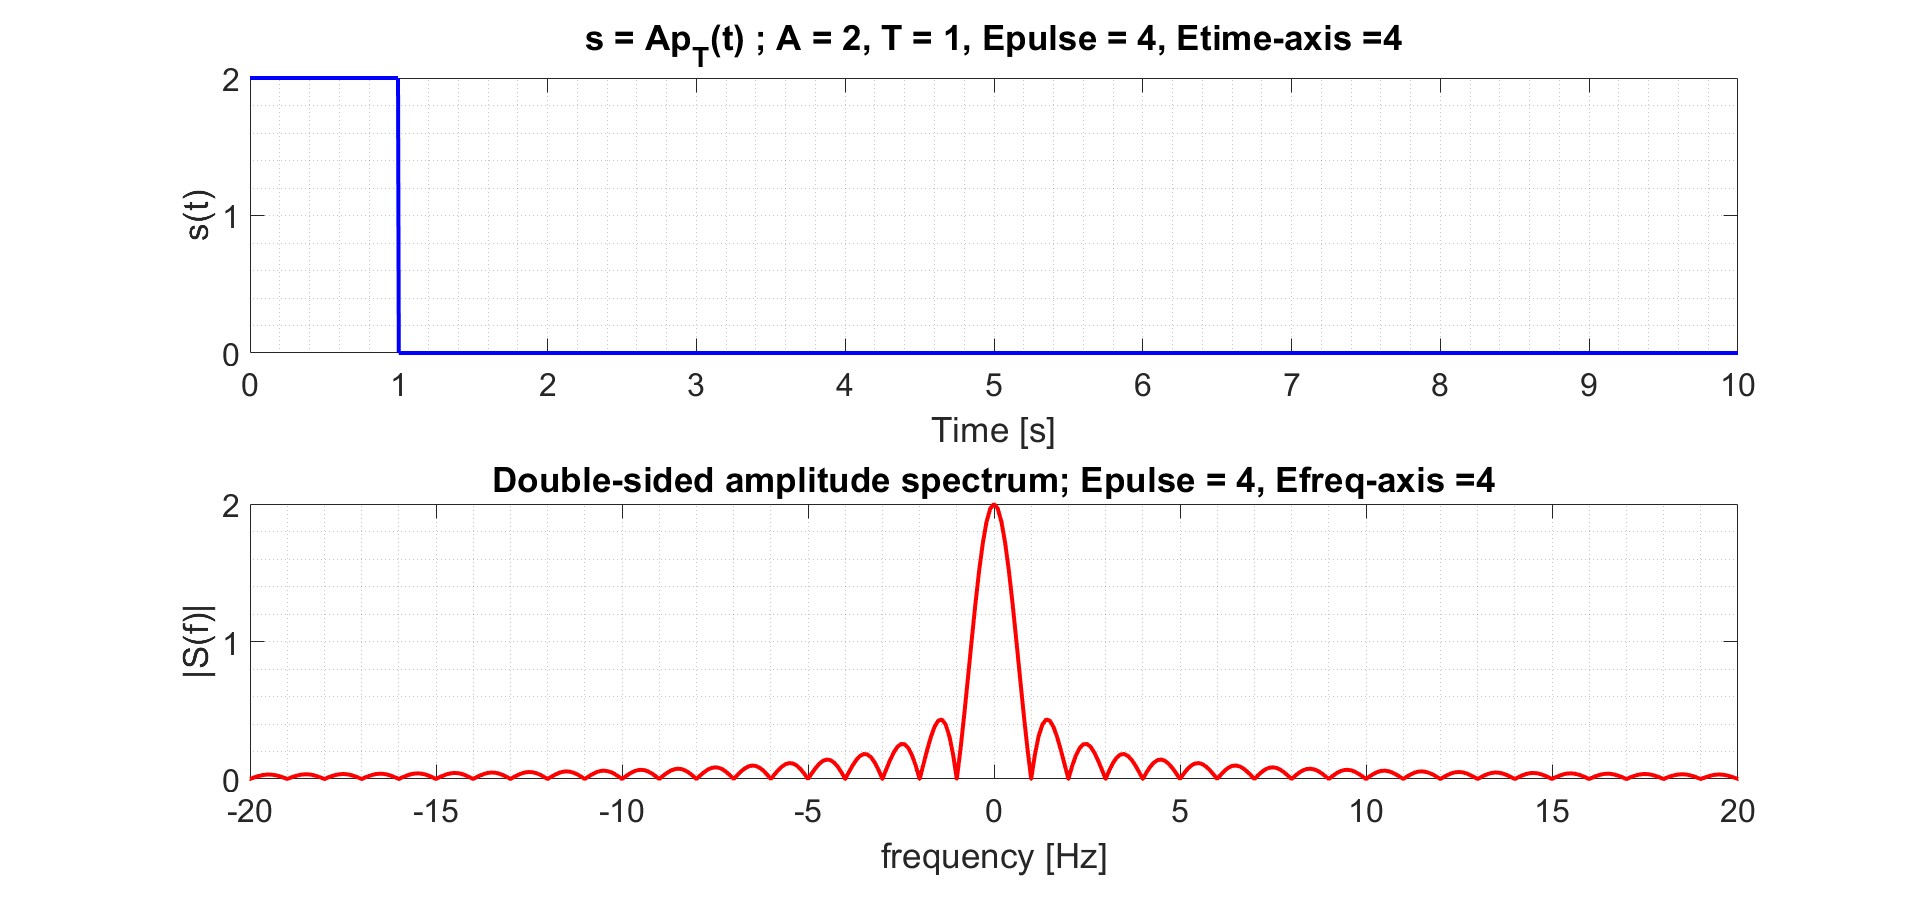 s = Ap_T(t) ; A = 2, T = 1, Epulse = 4, Etime-axis =4
2
1
0
s(t)
0 1 2 3 4 5 6 7 8 9 10
Time [s]
Double-sided amplitude spectrum; Epulse = 4, Efreq-axis =4
2
1
0
|S(f)|
-20 -15 -10 -5 0 5 10 15 20
frequency [Hz]